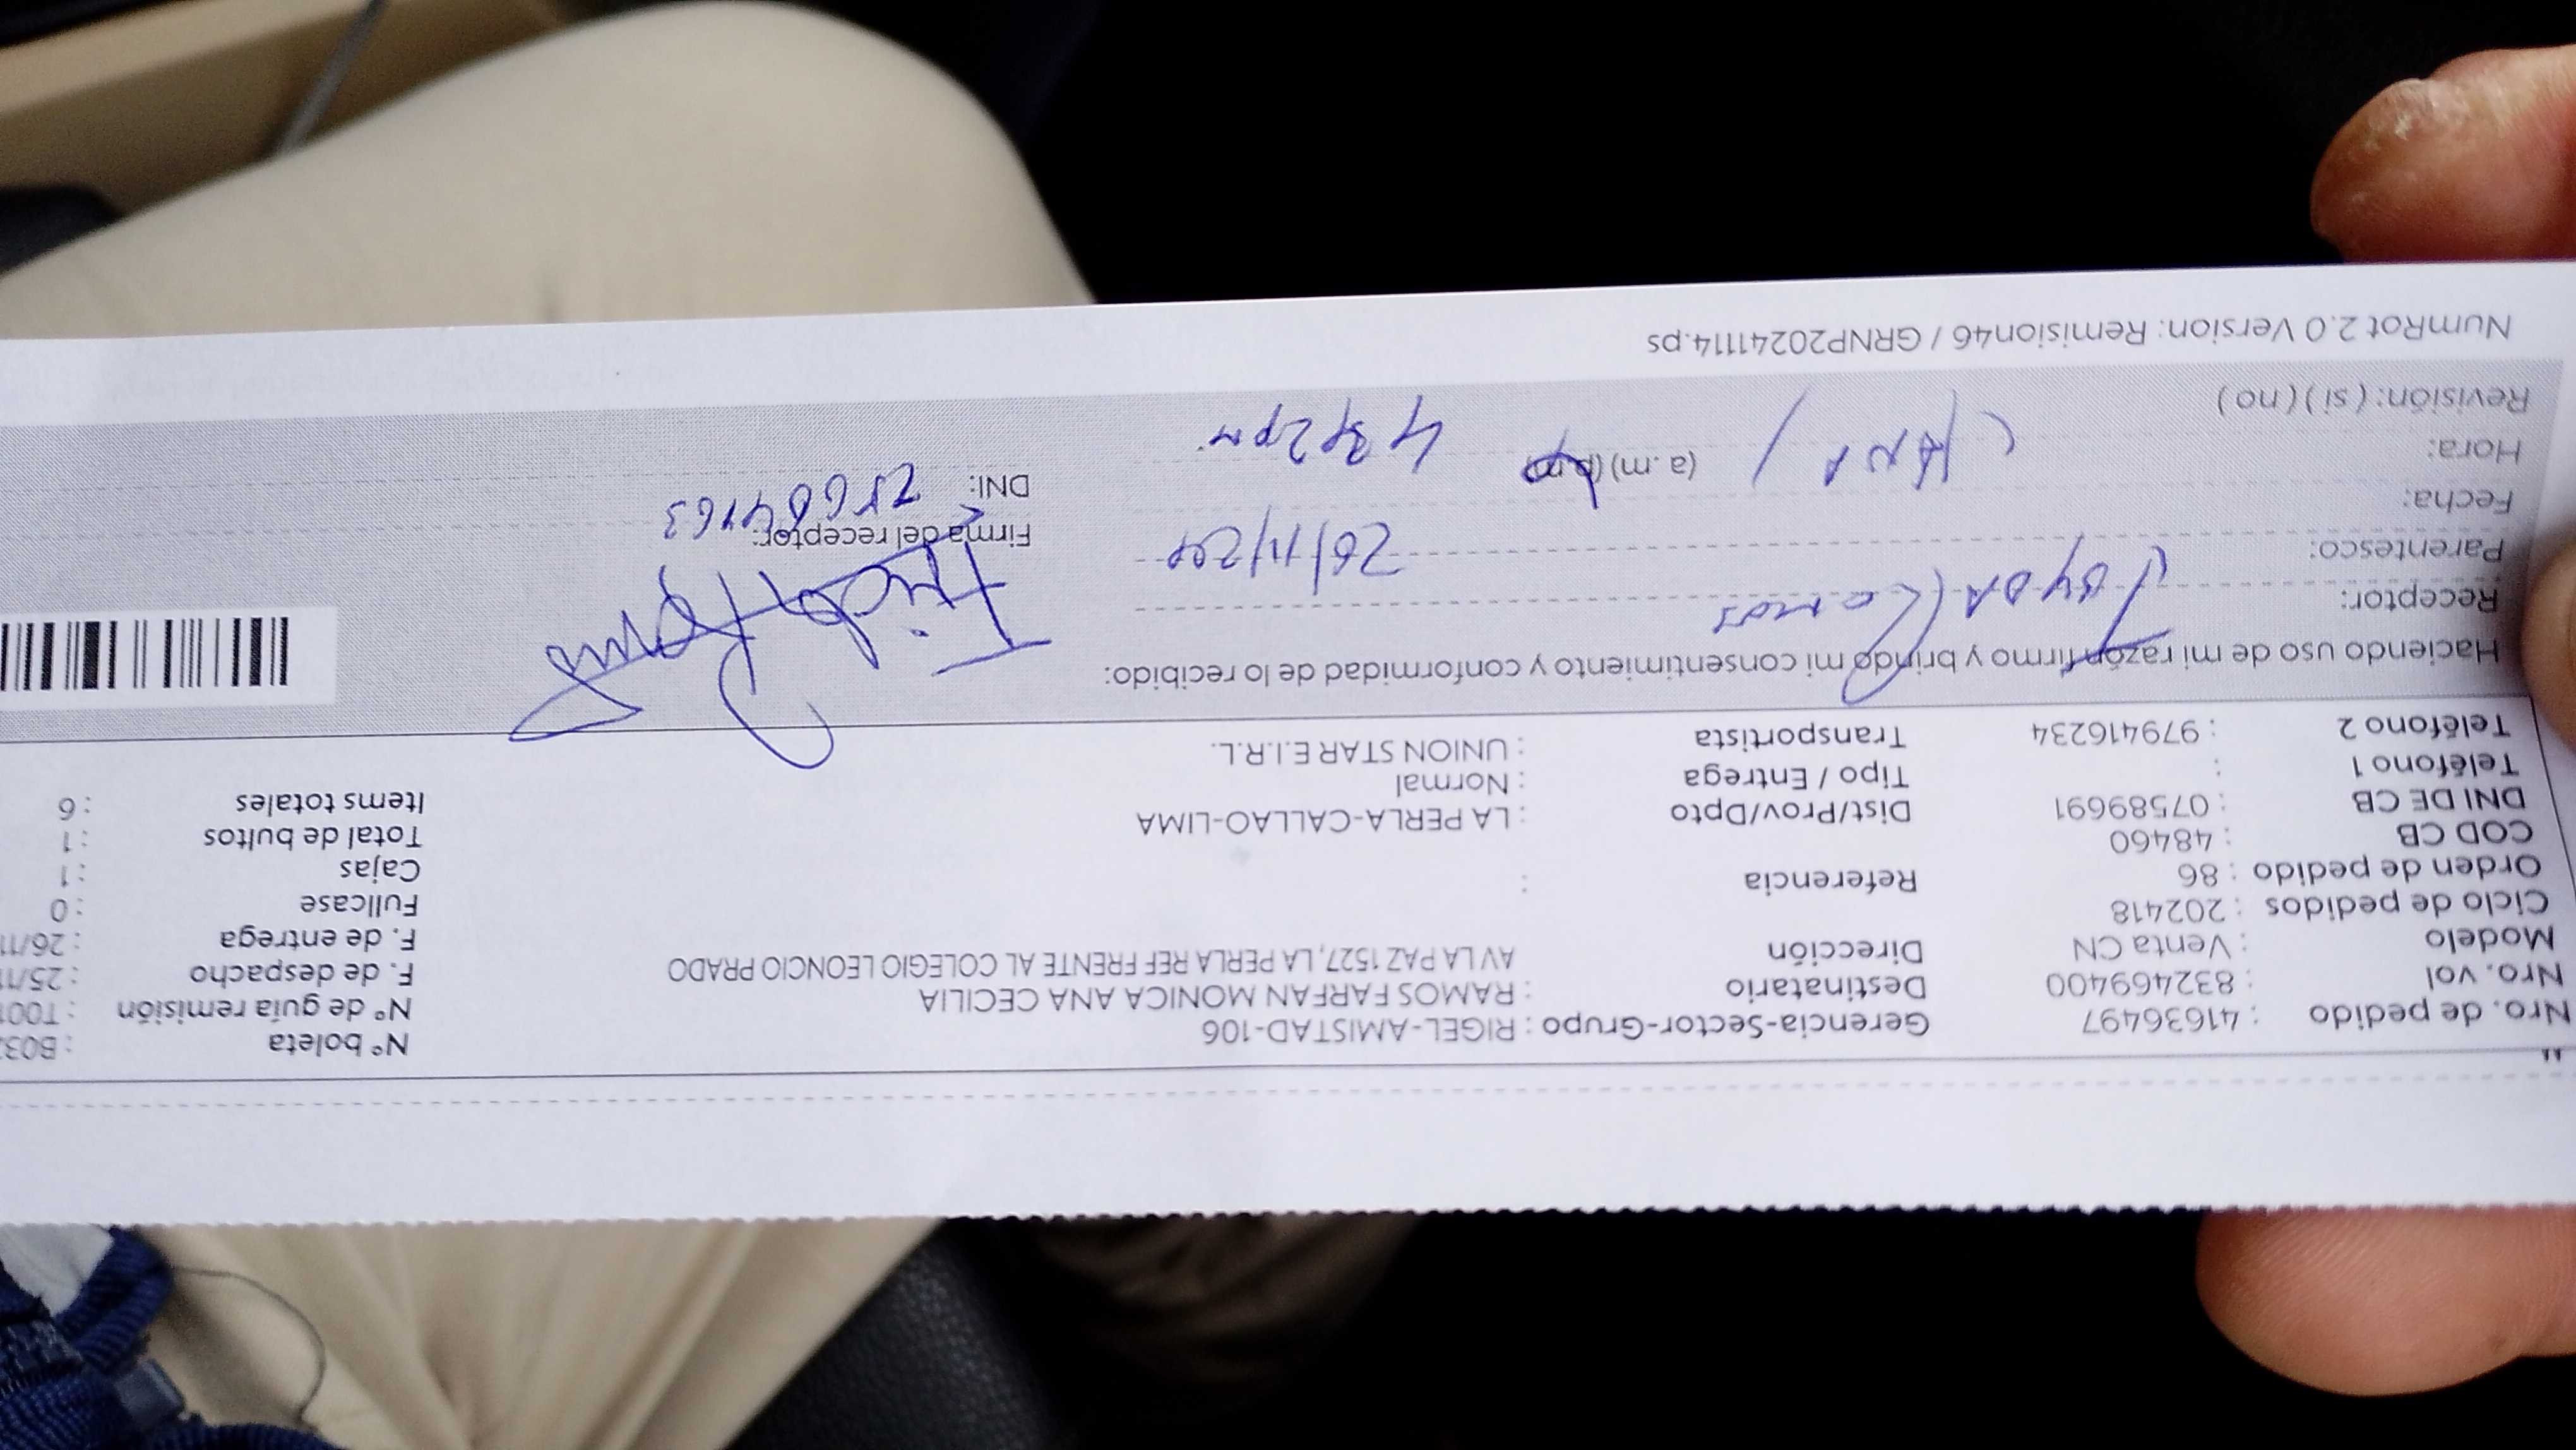 Nro. de pedido : 41636497 Gerencia-Sector-Grupo : RIGEL-AMISTAD-106 N° boleta : B03
Nro. vol : 832469400 Destinatario : RAMOS FARFAN MONICA ANA CECILIA N° de guía remisión : T001
Modelo : Venta CN Dirección AV LA PAZ 1527, LA PERLA REF FRENTE AL COLEGIO LEONCIO PRADO F. de despacho : 25/11
Ciclo de pedidos : 202418 F. de entrega : 26/11
Orden de pedido : 86 Referencia : Fullcase : 0
COD CB : 48460 Cajas : 1
DNI DE CB : 07589691 Dist/Prov/Dpto : LA PERLA-CALLAO-LIMA Total de bultos : 1
Teléfono 1 : Tipo / Entrega : Normal Items totales : 6
Teléfono 2 : 979416234 Transportista : UNION STAR E.I.R.L.
Haciendo uso de mi razón firmo y brindo mi consentimiento y conformidad de lo recibido:
Receptor: Ramos
Parentesco:
Firma del receptor:
Fecha:
DNI:
Hora: (a.m) (p.m)
Revisión: ( si ) ( no )
NumRot 2.0 Version: Remision46 / GRNP20241114.ps